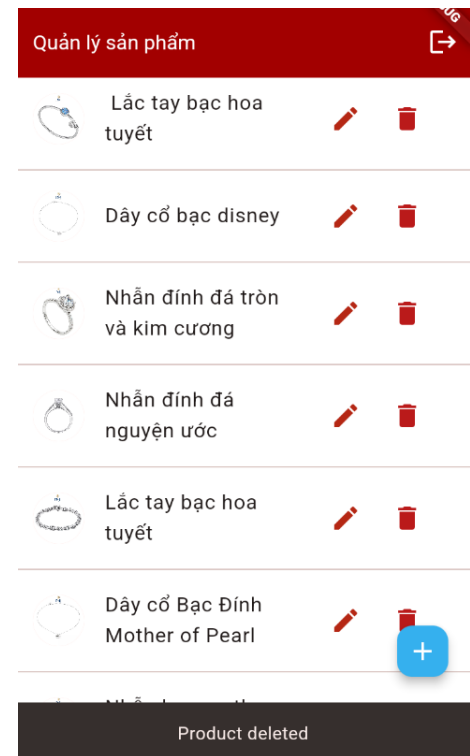 Quản lý sản phẩm
Lắc tay bạc hoa
tuyết
Dây cổ bạc disney
Nhẫn đính đá tròn
và kim cương
Nhẫn đính đá
nguyện ước
Lắc tay bạc hoa
tuyết
Dây cổ Bạc Đính
Mother of Pearl
Product deleted